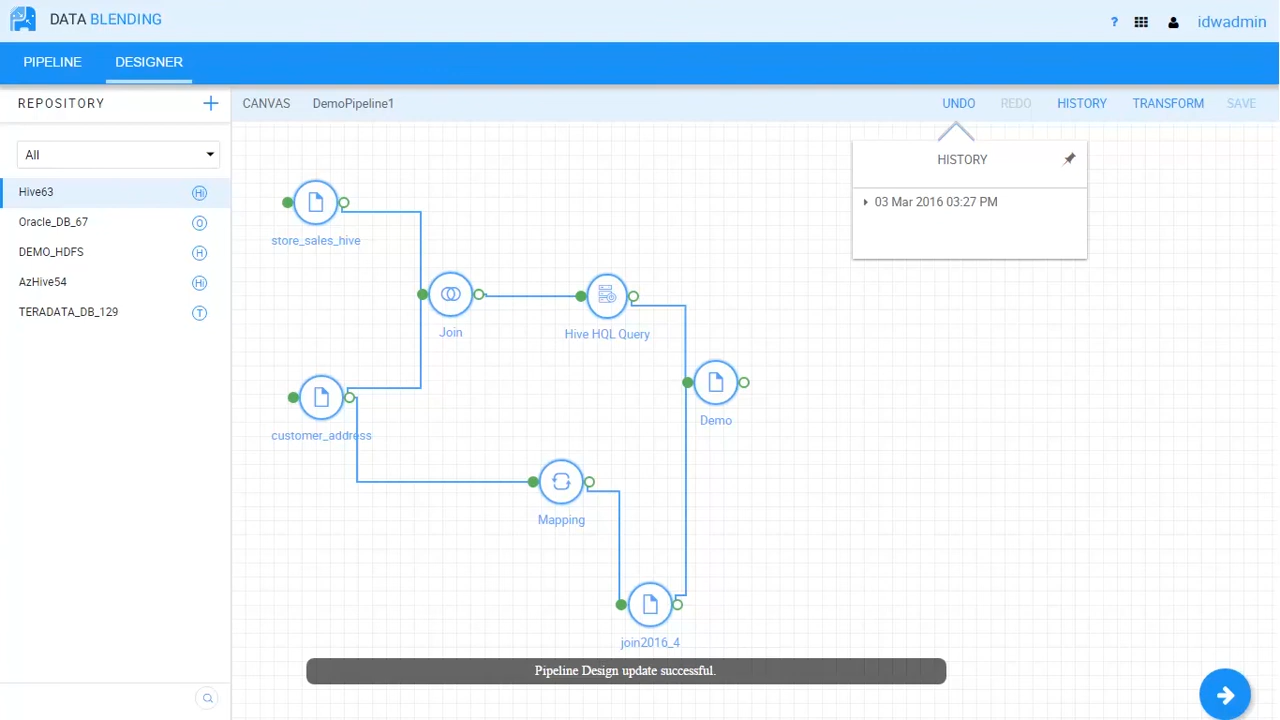 DATA BLENDING
? idwadmin
PIPELINE DESIGNER
REPOSITORY +
CANVAS DemoPipeline1 UNDO REDO HISTORY TRANSFORM SAVE
All
Hive63 Hi
Oracle_DB_67 O
DEMO_HDFS H
AzHive54 Hi
TERADATA_DB_129 T
HISTORY
03 Mar 2016 03:27 PM
store_sales_hive
Join
Hive HQL Query
Demo
customer_address
Mapping
join2016_4
Pipeline Design update successful.